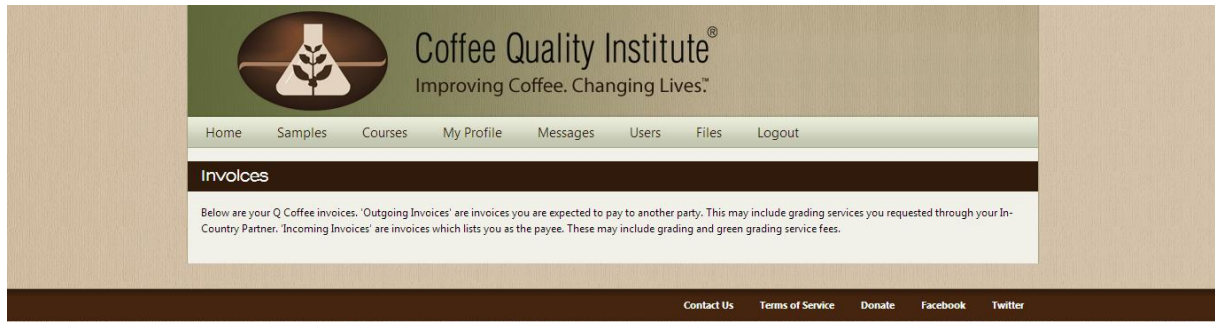 Coffee Quality Institute®
Improving Coffee. Changing Lives.™
Home Samples Courses My Profile Messages Users Files Logout
Invoices
Below are your Q Coffee invoices. 'Outgoing Invoices' are invoices you are expected to pay to another party. This may include grading services you requested through your In-
Country Partner. 'Incoming Invoices' are invoices which lists you as the payee. These may include grading and green grading service fees.
Contact Us Terms of Service Donate Facebook Twitter